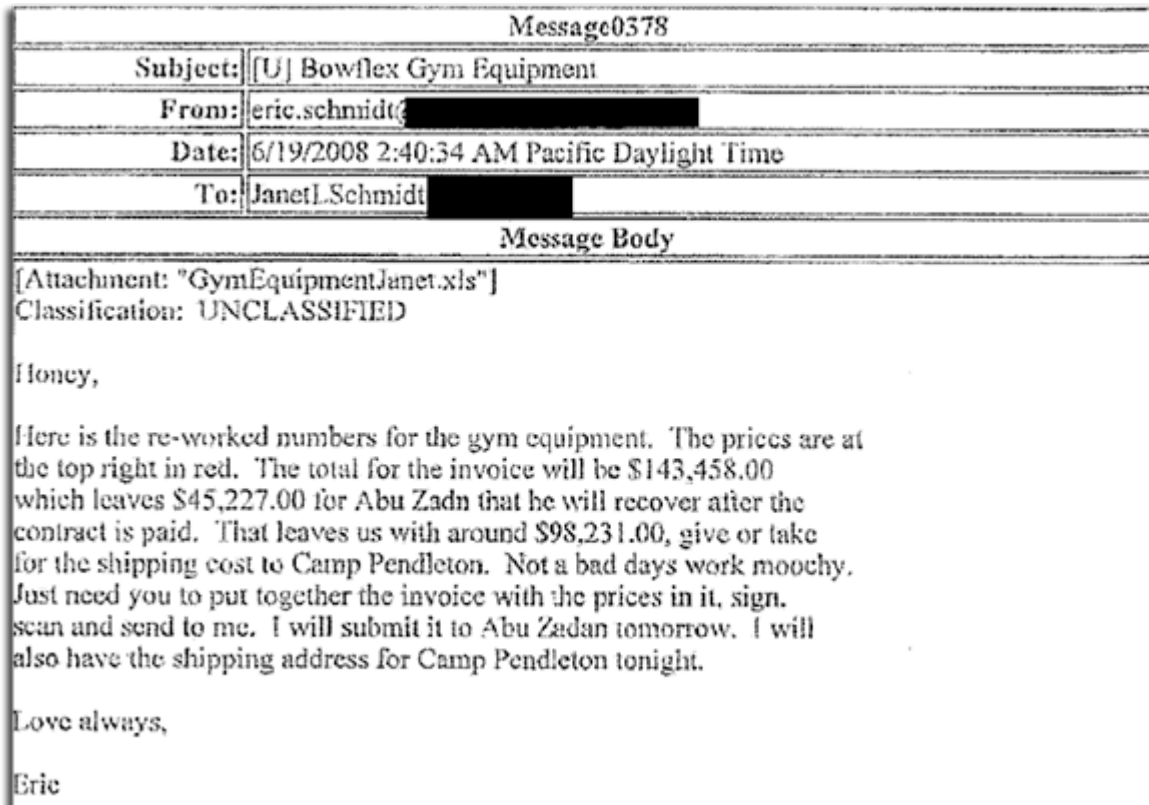 Message0378
Subject: [U] Bowflex Gym Equipment
From: eric.schmidt@
Date: 6/19/2008 2:40:34 AM Pacific Daylight Time
To: JanetLSchmidt
Message Body
[Attachment: "GymEquipmentJanet.xls"]
Classification: UNCLASSIFIED
Honey,
Here is the re-worked numbers for the gym equipment. The prices are at
the top right in red. The total for the invoice will be $143,458.00
which leaves $45,227.00 for Abu Zadn that he will recover after the
contract is paid. That leaves us with around $98,231.00, give or take
for the shipping cost to Camp Pendleton. Not a bad days work moochy.
Just need you to put together the invoice with the prices in it, sign,
scan and send to me. I will submit it to Abu Zadan tomorrow. I will
also have the shipping address for Camp Pendleton tonight.
Love always,
Eric